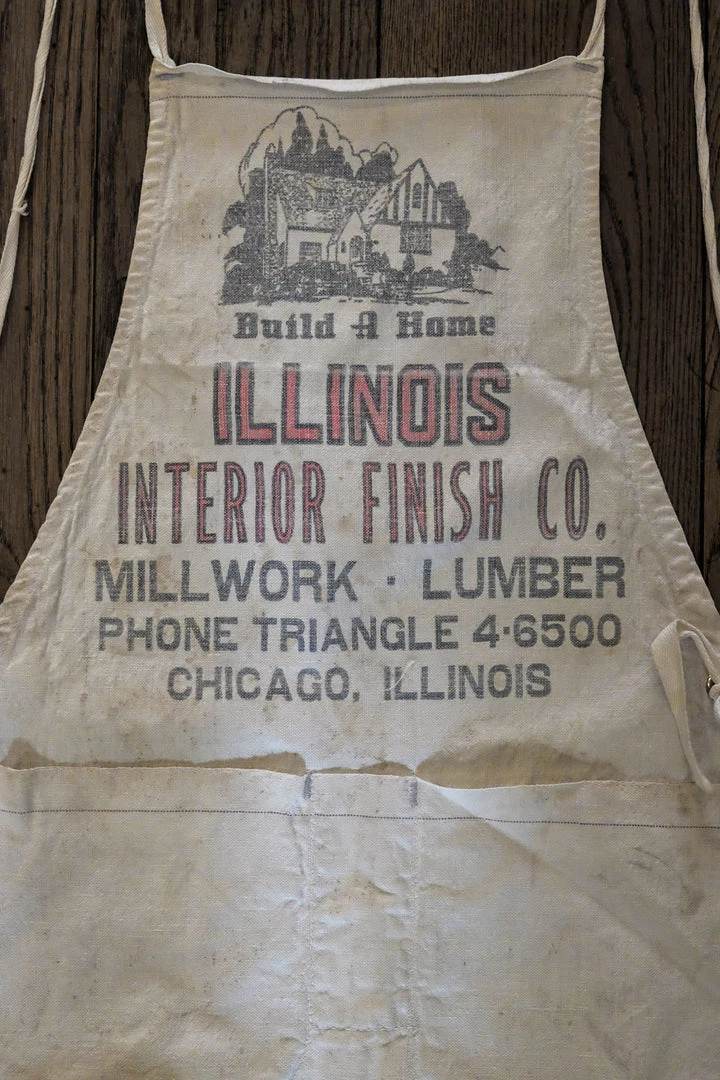 Build A Home
ILLINOIS
INTERIOR FINISH CO.
MILLWORK · LUMBER
PHONE TRIANGLE 4-6500
CHICAGO, ILLINOIS